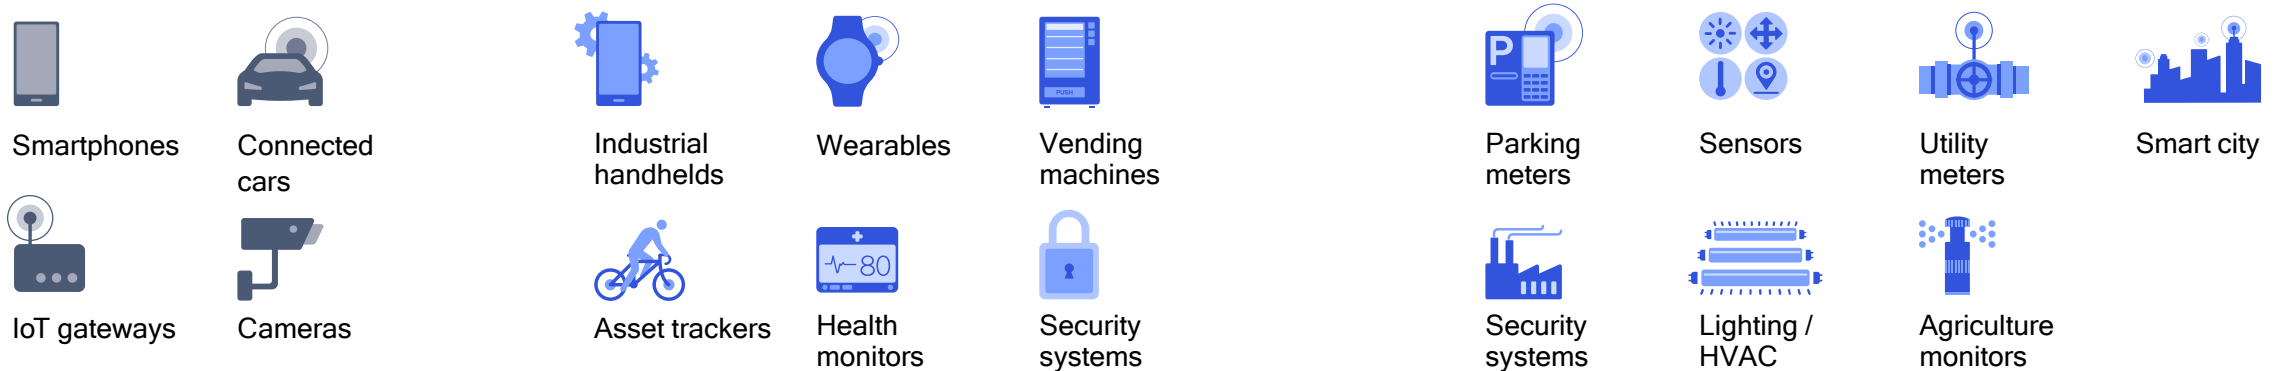 PUSH
P
Smartphones
Connected
cars
Industrial
handhelds
Wearables
Vending
machines
Parking
meters
Sensors
Utility
meters
Smart city
80
IoT gateways
Cameras
Asset trackers
Health
monitors
Security
systems
Security
systems
Lighting /
HVAC
Agriculture
monitors